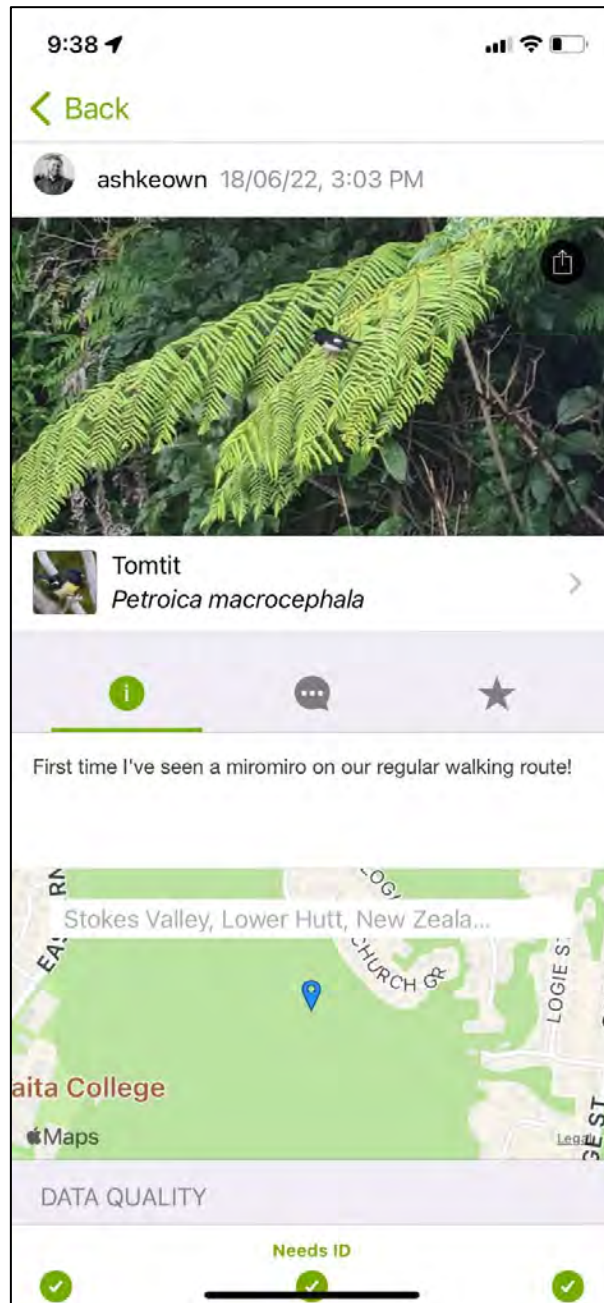 9:38
Back
ashkeown 18/06/22, 3:03 PM
Tomtit
Petroica macrocephala
First time I've seen a miromiro on our regular walking route!
Stokes Valley, Lower Hutt, New Zeala...
CHURCH GR
LOGIE S
aita College
Maps
Legal
GE ST
DATA QUALITY
Needs ID